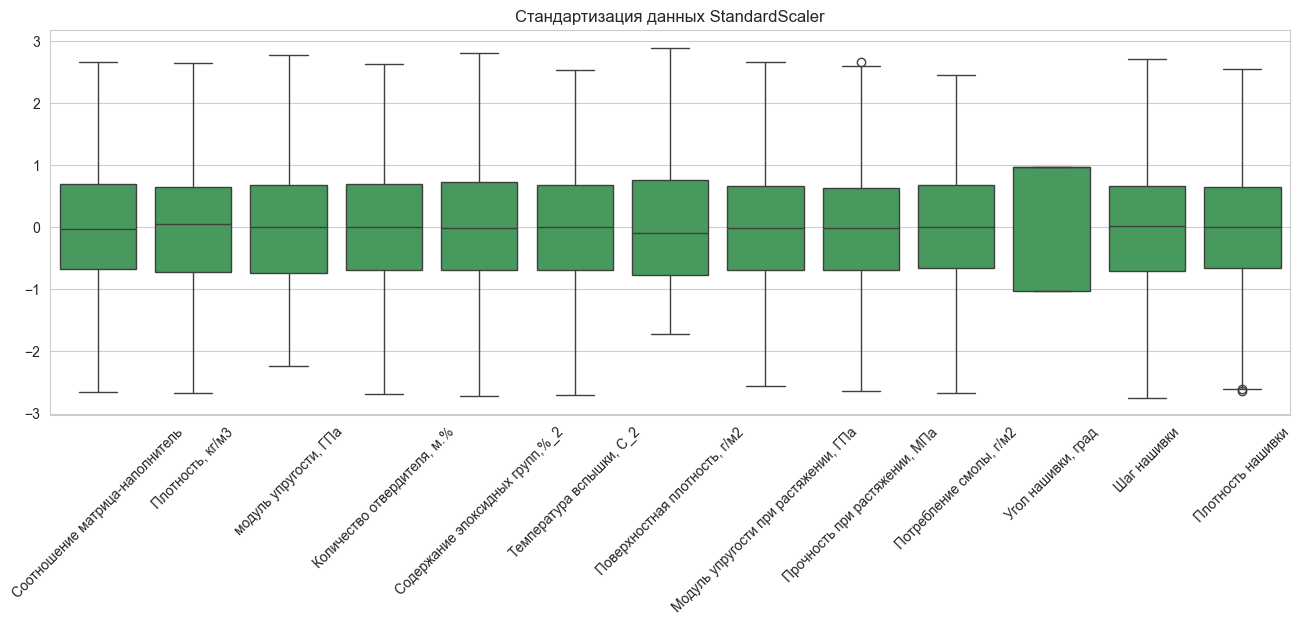 Стандартизация данных StandardScaler
3
2
1
0
−1
−2
−3
Соотношение матрица-наполнитель
Плотность, кг/м3
модуль упругости, ГПа
Количество отвердителя, м.%
Содержание эпоксидных групп,%_2
Температура вспышки, С_2
Поверхностная плотность, г/м2
Модуль упругости при растяжении, ГПа
Прочность при растяжении, МПа
Потребление смолы, г/м2
Угол нашивки, град
Шаг нашивки
Плотность нашивки